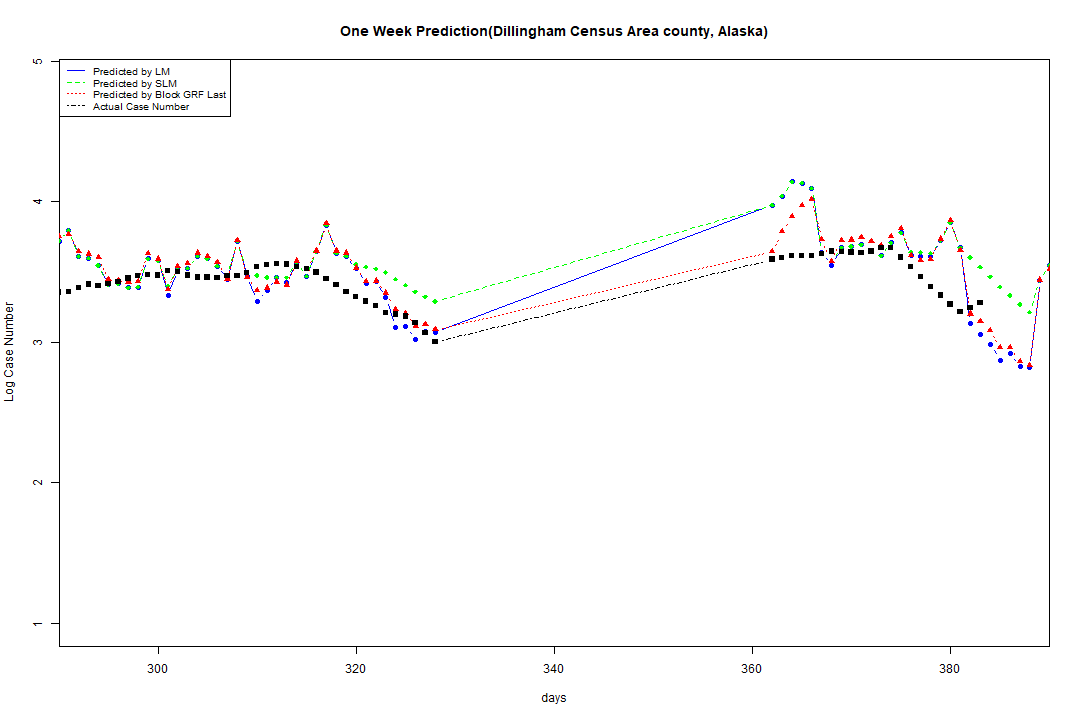 One Week Prediction(Dillingham Census Area county, Alaska)
Predicted by LM
Predicted by SLM
Predicted by Block GRF Last
Actual Case Number
5
4
3
2
1
Log Case Number
300 320 340 360 380
days